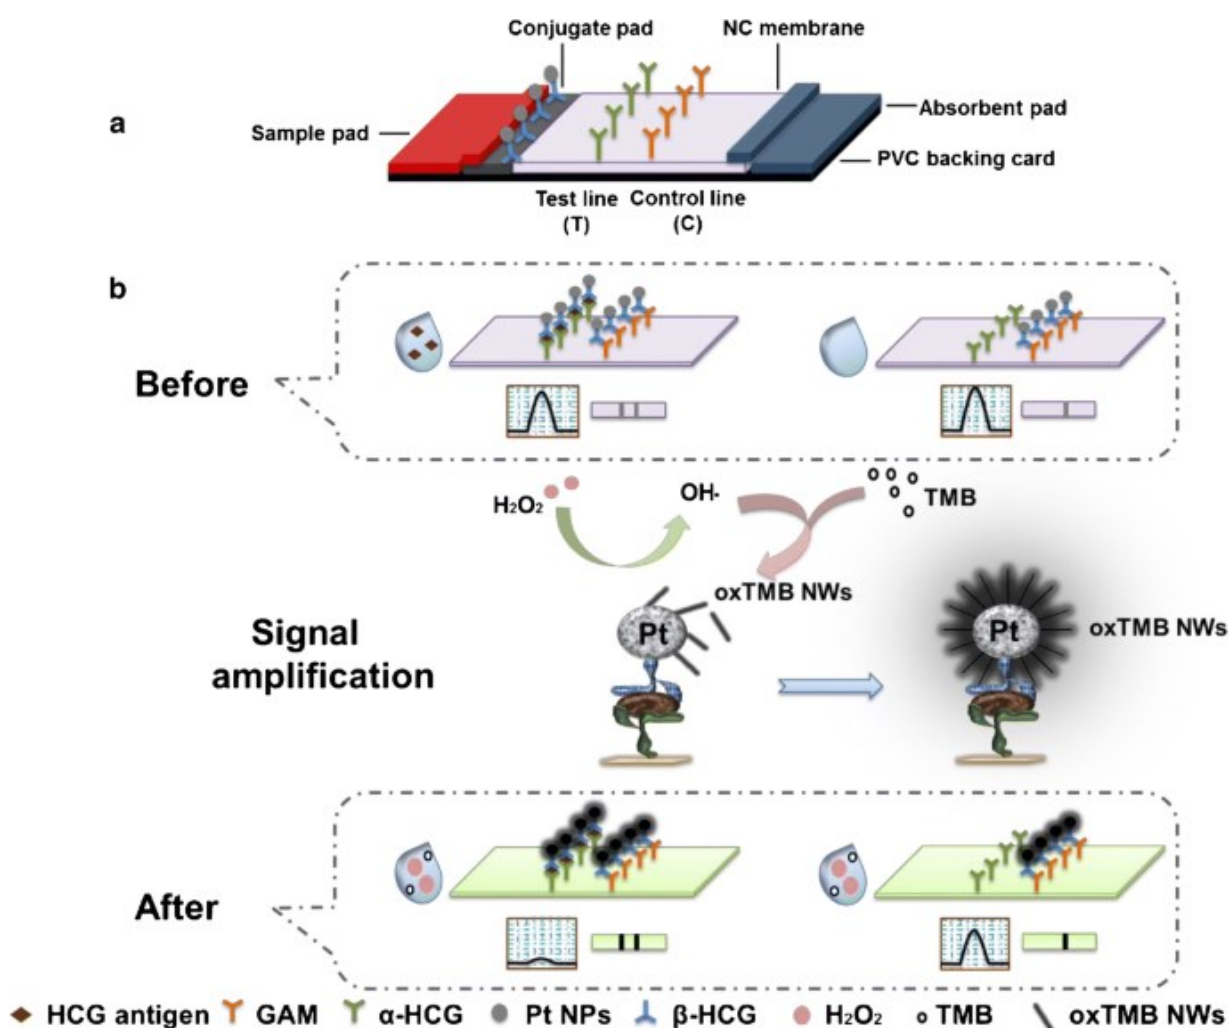 a
Conjugate pad
NC membrane
Sample pad
Absorbent pad
PVC backing card
Test line
(T)
Control line
(C)
b
Before
H₂O₂
OH·
TMB
oxTMB NWs
Signal
amplification
Pt
Pt
oxTMB NWs
After
HCG antigen GAM α-HCG Pt NPs β-HCG H₂O₂ TMB oxTMB NWs